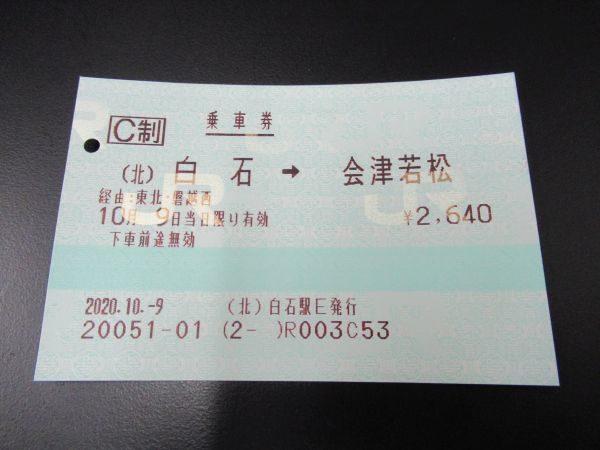 C制 乗車券
(北) 白石 → 会津若松
経由:東北・磐越西
10月 9日当日限り有効 ¥2,640
下車前途無効
2020.10.-9 (北) 白石駅E発行
20051-01 (2- )R003C53